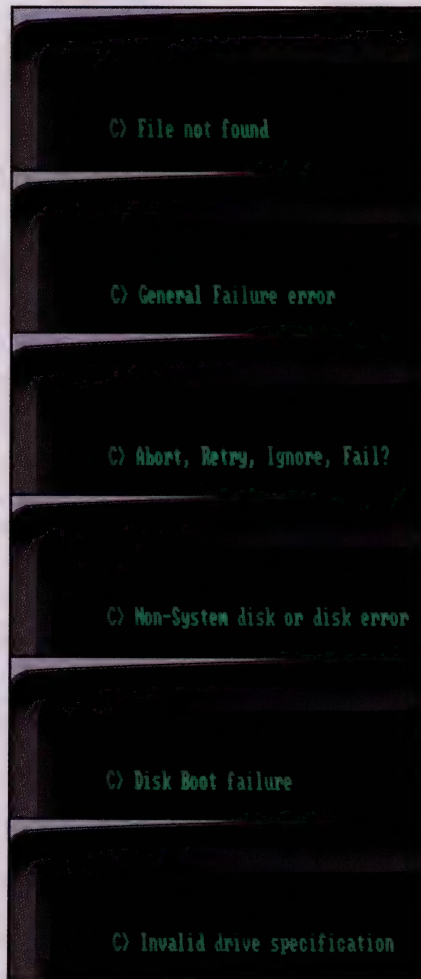 C> File not found
C> General Failure error
C> Abort, Retry, Ignore, Fail?
C> Non-System disk or disk error
C> Disk Boot failure
C> Invalid drive specification